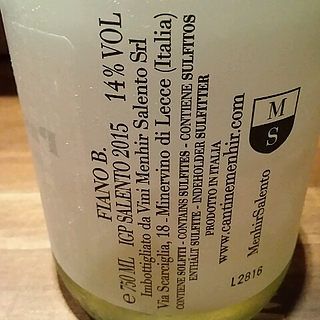 FIANO B.
e 750 ML IGP SALENTO 2015 14% VOL
Imbottigliato da Vini Menhir Salento Srl
Via Scarciglia, 18 - Minervino di Lecce (Italia)
CONTIENE SOLFITI - CONTAINS SULFITES - CONTIENE SULFITOS
ENTHÄLT SULFITE - INDEHOLDER SULFITTER
PRODOTTO IN ITALIA
www.cantinemenhir.com
M
S
MenhirSalento
L2816